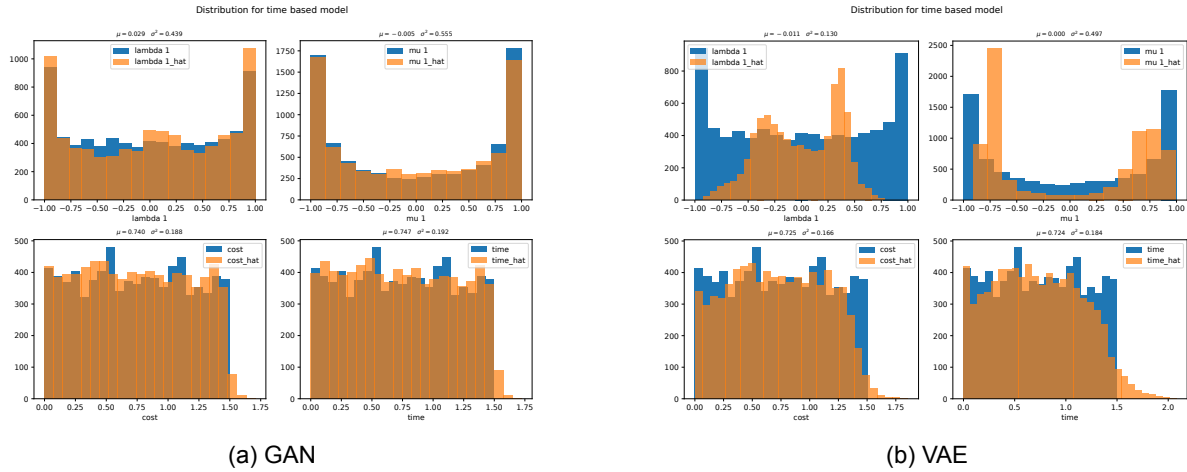 Distribution for time based model
μ = 0.029 σ² = 0.439
lambda 1
lambda 1_hat
1000
800
600
400
200
0
−1.00 −0.75 −0.50 −0.25 0.00 0.25 0.50 0.75 1.00
lambda 1
μ = −0.005 σ² = 0.555
mu 1
mu 1_hat
1750
1500
1250
1000
750
500
250
0
−1.00 −0.75 −0.50 −0.25 0.00 0.25 0.50 0.75 1.00
mu 1
μ = 0.740 σ² = 0.188
cost
cost_hat
500
400
300
200
100
0
0.00 0.25 0.50 0.75 1.00 1.25 1.50 1.75
cost
μ = 0.747 σ² = 0.192
time
time_hat
500
400
300
200
100
0
0.00 0.25 0.50 0.75 1.00 1.25 1.50 1.75
time
(a) GAN
Distribution for time based model
μ = −0.011 σ² = 0.130
lambda 1
lambda 1_hat
800
600
400
200
0
−1.00 −0.75 −0.50 −0.25 0.00 0.25 0.50 0.75 1.00
lambda 1
μ = 0.000 σ² = 0.497
mu 1
mu 1_hat
2500
2000
1500
1000
500
0
−1.00 −0.75 −0.50 −0.25 0.00 0.25 0.50 0.75 1.00
mu 1
μ = 0.725 σ² = 0.166
cost
cost_hat
500
400
300
200
100
0
0.00 0.25 0.50 0.75 1.00 1.25 1.50 1.75
cost
μ = 0.724 σ² = 0.184
time
time_hat
500
400
300
200
100
0
0.0 0.5 1.0 1.5 2.0
time
(b) VAE